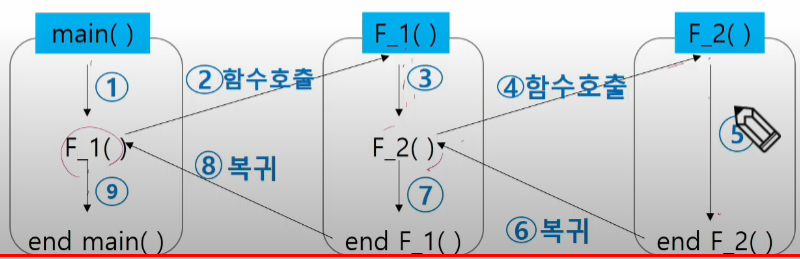 main( )
F_1( )
F_2( )
①
②함수호출
③
④함수호출
⑤
F_1( )
F_2( )
⑧복귀
⑨
⑦
⑥복귀
end main( )
end F_1( )
end F_2( )